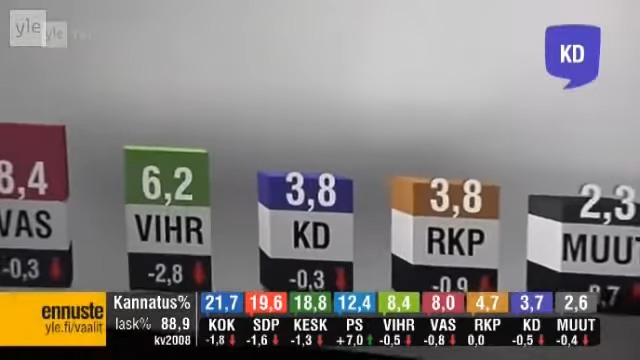 yle
yle
KD
8,4 6,2 3,8 3,8 2,3
VAS VIHR KD RKP MUUT
-0,3 -2,8 -0,3 -0,9
ennuste Kannatus% 21,7 19,6 18,8 12,4 8,4 8,0 4,7 3,7 2,6
yle.fi/vaalit lask% 88,9 KOK SDP KESK PS VIHR VAS RKP KD MUUT
kv2008 -1,8 -1,6 -1,3 +7,0 -0,5 -0,8 0,0 -0,5 -0,4